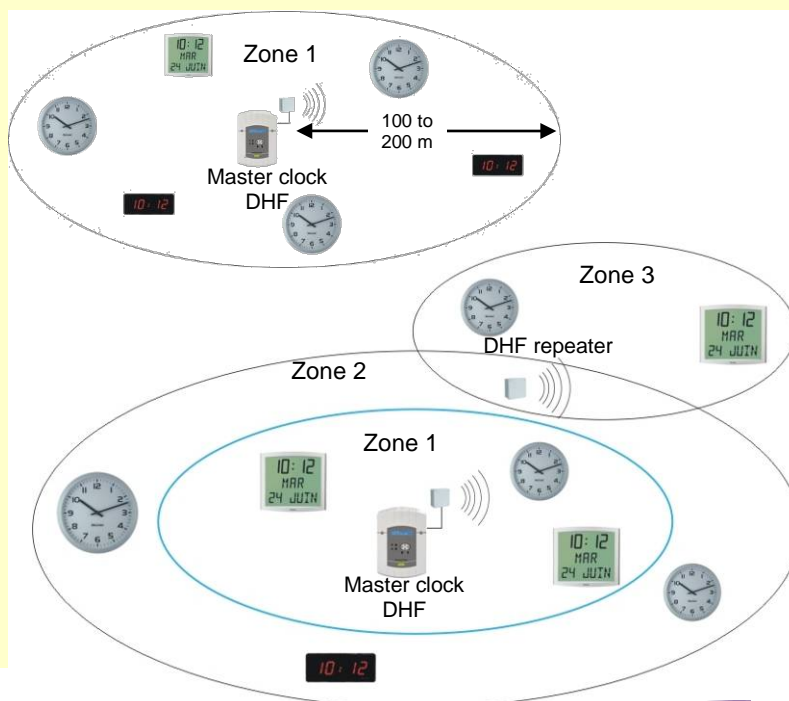 10:12
MAR
24 JUIN
Zone 1
100 to
200 m
Master clock
DHF
10:12
10:12
Zone 3
10:12
MAR
24 JUIN
DHF repeater
Zone 2
Zone 1
10:12
MAR
24 JUIN
10:12
MAR
24 JUIN
Master clock
DHF
10:12